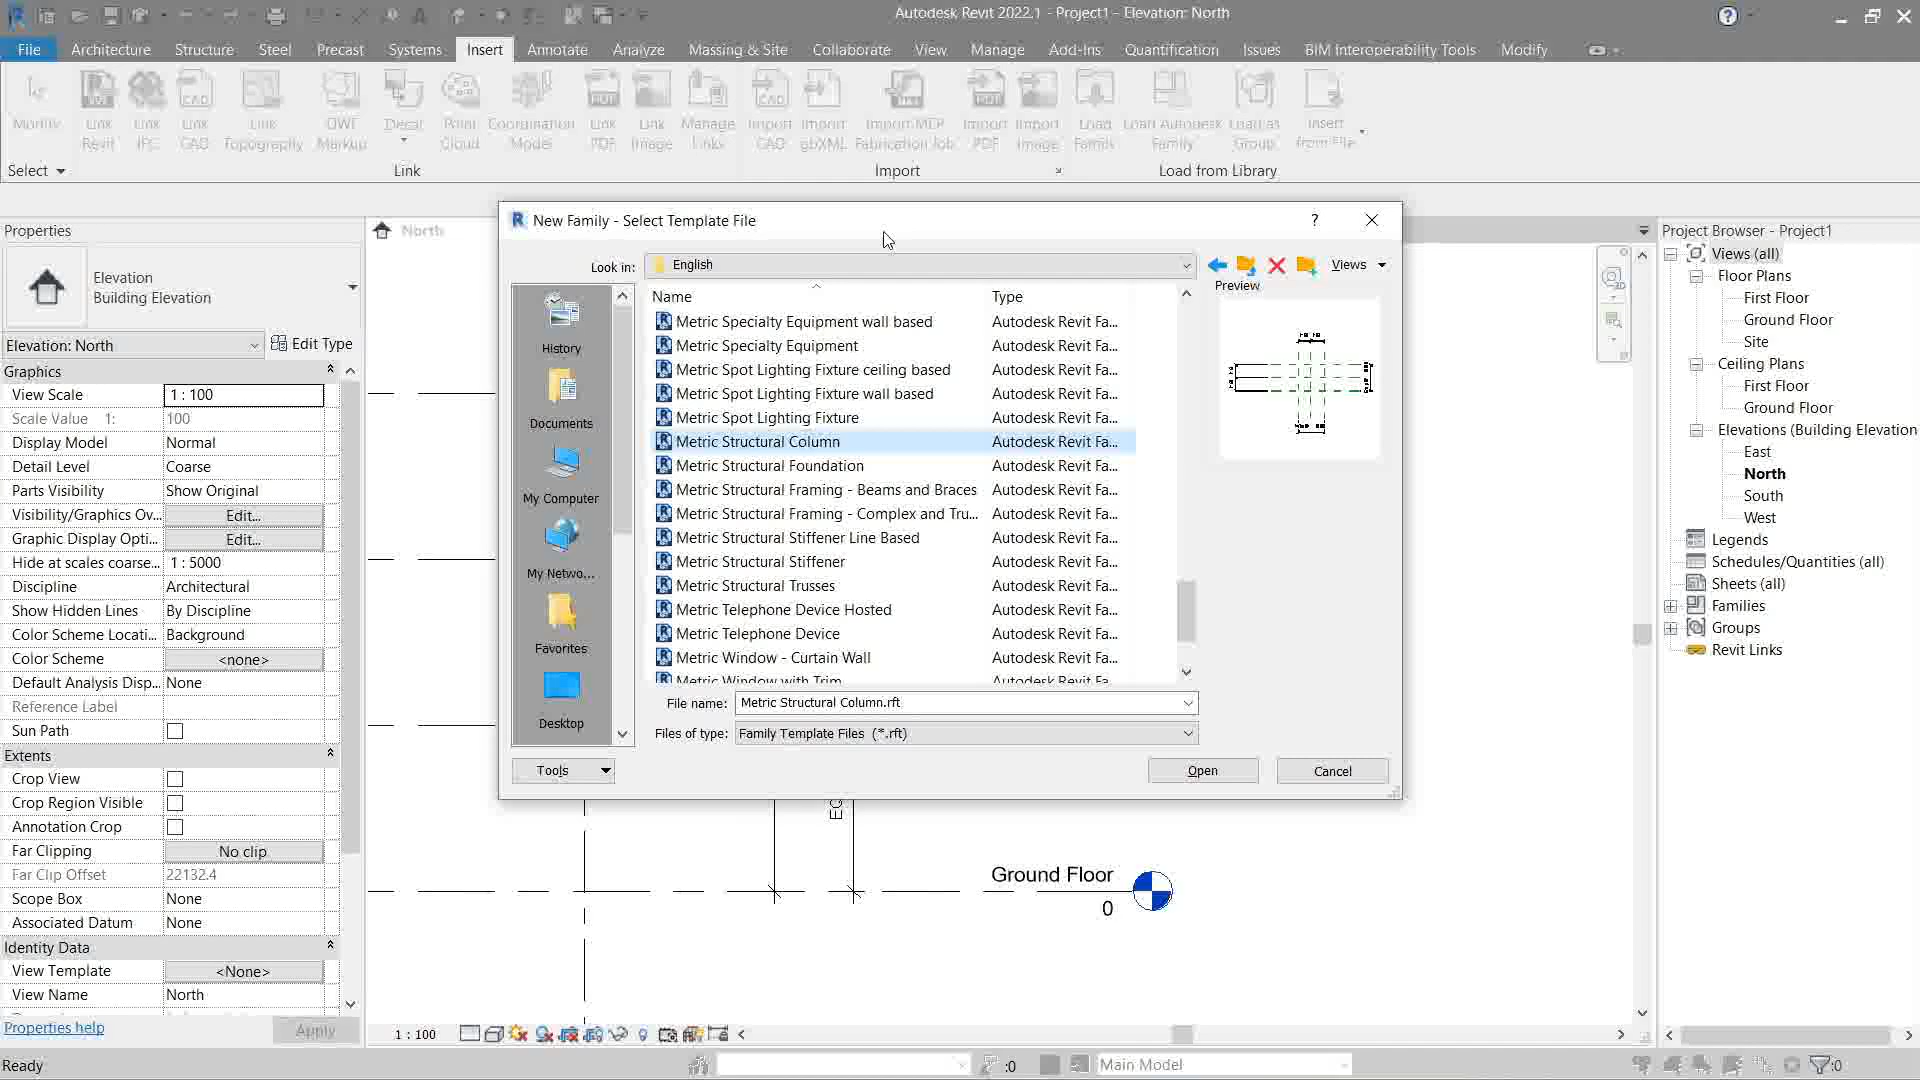 Autodesk Revit 2022.1 - Project1 - Elevation: North
File Architecture Structure Steel Precast Systems Insert Annotate Analyze Massing & Site Collaborate View Manage Add-Ins Quantification Issues BIM Interoperability Tools Modify
Modify
Link Revit
Link IFC
Link CAD
Link Topography
DWF Markup
Decal
Point Cloud
Coordination Model
Link PDF
Link Image
Manage Links
Import CAD
Import gbXML
Import MEP Fabrication Job
Import PDF
Import Image
Load Family
Load Autodesk Family
Load as Group
Insert from File
Select
Link
Import
Load from Library
Properties
Elevation
Building Elevation
Elevation: North
Edit Type
Graphics
View Scale 1 : 100
Scale Value 1: 100
Display Model Normal
Detail Level Coarse
Parts Visibility Show Original
Visibility/Graphics Ov... Edit...
Graphic Display Opti... Edit...
Hide at scales coarse... 1 : 5000
Discipline Architectural
Show Hidden Lines By Discipline
Color Scheme Locati... Background
Color Scheme <none>
Default Analysis Disp... None
Reference Label
Sun Path
Extents
Crop View
Crop Region Visible
Annotation Crop
Far Clipping No clip
Far Clip Offset 22132.4
Scope Box None
Associated Datum None
Identity Data
View Template <None>
View Name North
Properties help
Apply
North
New Family - Select Template File
?
Look in: English
Views
Preview
History
Documents
My Computer
My Netwo...
Favorites
Desktop
Name Type
Metric Specialty Equipment wall based Autodesk Revit Fa...
Metric Specialty Equipment Autodesk Revit Fa...
Metric Spot Lighting Fixture ceiling based Autodesk Revit Fa...
Metric Spot Lighting Fixture wall based Autodesk Revit Fa...
Metric Spot Lighting Fixture Autodesk Revit Fa...
Metric Structural Column Autodesk Revit Fa...
Metric Structural Foundation Autodesk Revit Fa...
Metric Structural Framing - Beams and Braces Autodesk Revit Fa...
Metric Structural Framing - Complex and Tru... Autodesk Revit Fa...
Metric Structural Stiffener Line Based Autodesk Revit Fa...
Metric Structural Stiffener Autodesk Revit Fa...
Metric Structural Trusses Autodesk Revit Fa...
Metric Telephone Device Hosted Autodesk Revit Fa...
Metric Telephone Device Autodesk Revit Fa...
Metric Window - Curtain Wall Autodesk Revit Fa...
Metric Window with Trim Autodesk Revit Fa...
File name: Metric Structural Column.rft
Files of type: Family Template Files (*.rft)
Tools
Open
Cancel
Ground Floor
0
Project Browser - Project1
Views (all)
Floor Plans
First Floor
Ground Floor
Site
Ceiling Plans
First Floor
Ground Floor
Elevations (Building Elevation
East
North
South
West
Legends
Schedules/Quantities (all)
Sheets (all)
Families
Groups
Revit Links
1 : 100
Ready
:0
Main Model
:0